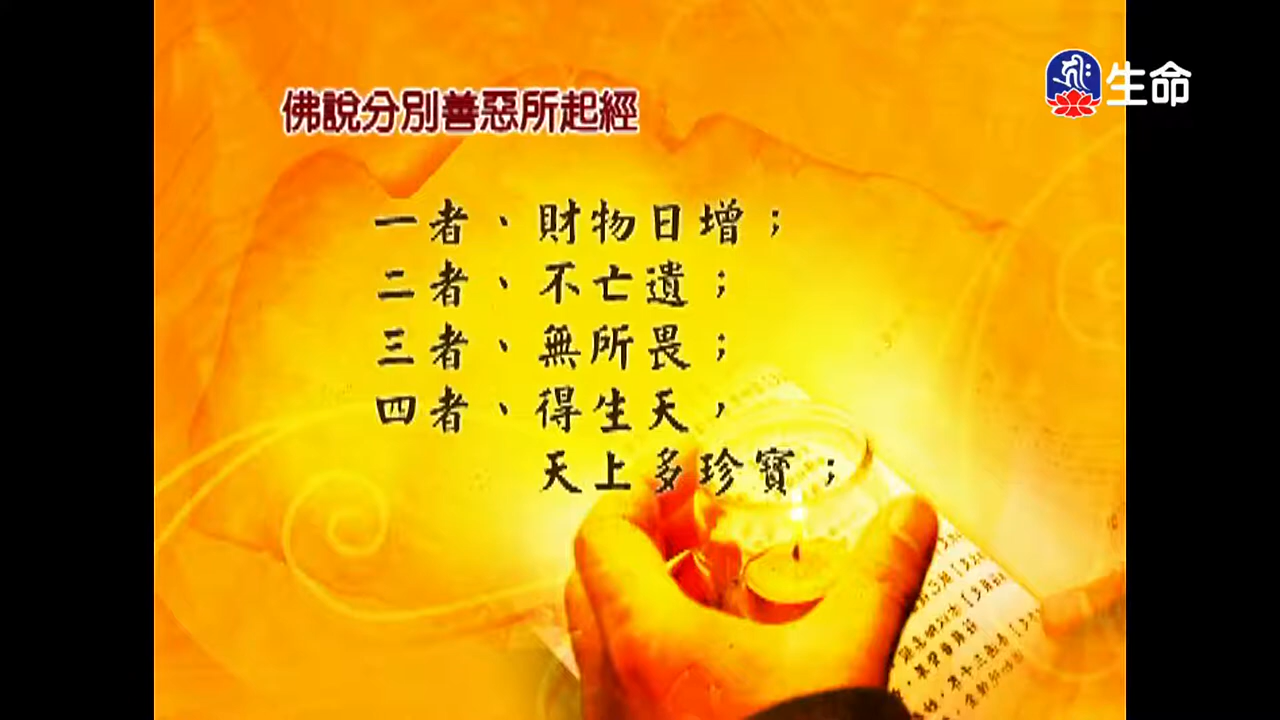 佛說分別善惡所起經
生命
一者、財物日增；
二者、不亡遺；
三者、無所畏；
四者、得生天，
天上多珍寶；